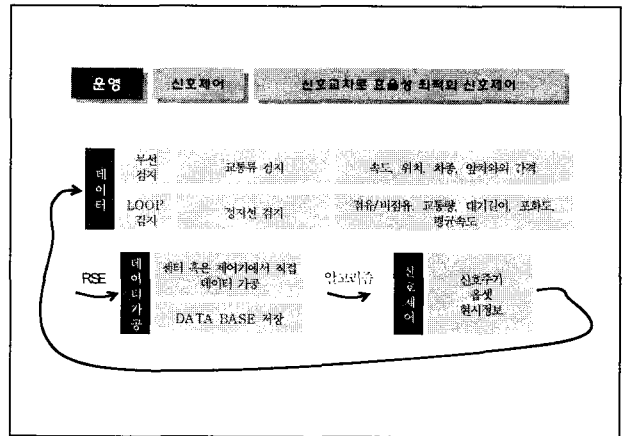 운영
신호제어
신호교차로 효율성 최적화 신호제어
데이터
무선
검지
교통류 검지
속도, 위치, 차종, 앞차와의 간격
LOOP
검지
정지선 검지
점유/비점유, 교통량, 대기길이, 포화도,
평균속도
RSE
데이터가공
센터 혹은 제어기에서 직접
데이터 가공
DATA BASE 저장
알고리즘
신호제어
신호주기
옵셋
현시정보